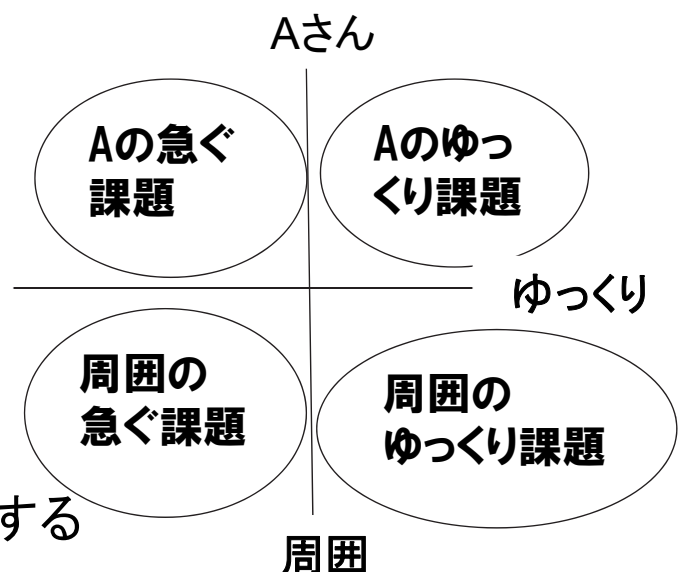 Aさん
Aの急ぐ
課題
Aのゆっ
くり課題
ゆっくり
周囲の
急ぐ課題
周囲の
ゆっくり課題
する
周囲